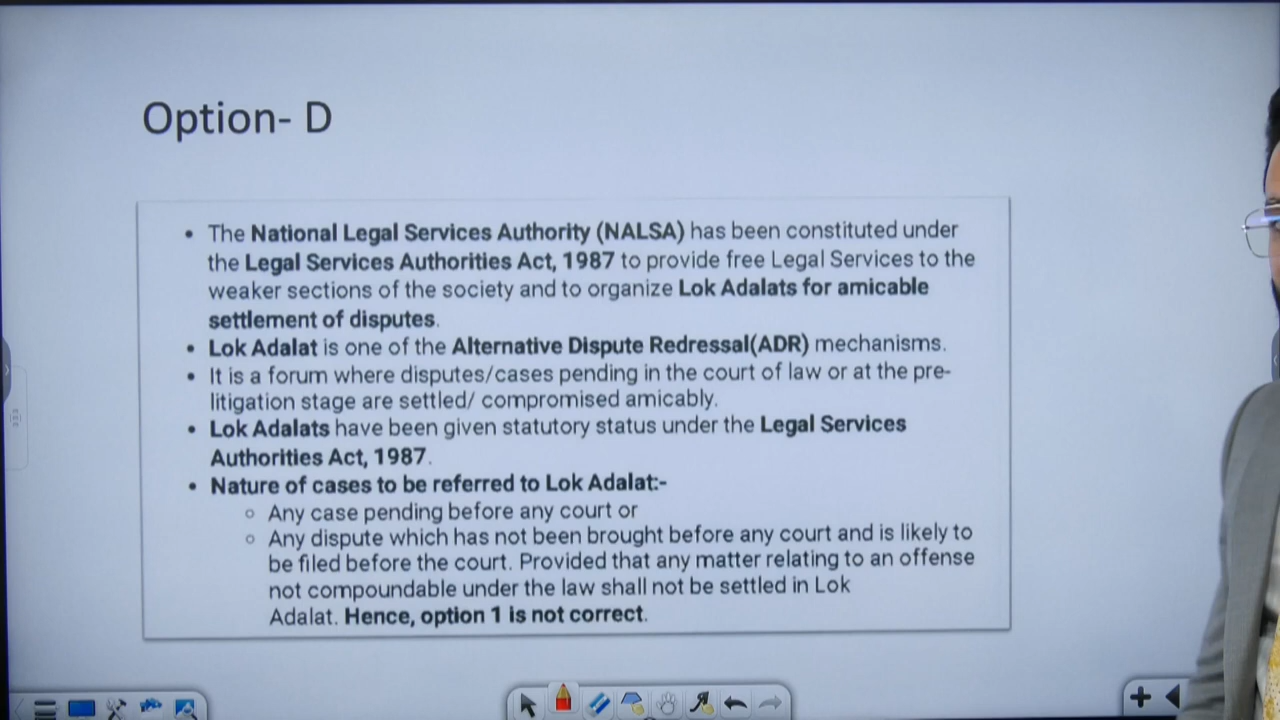 Option- D
• The National Legal Services Authority (NALSA) has been constituted under
the Legal Services Authorities Act, 1987 to provide free Legal Services to the
weaker sections of the society and to organize Lok Adalats for amicable
settlement of disputes.
• Lok Adalat is one of the Alternative Dispute Redressal(ADR) mechanisms.
• It is a forum where disputes/cases pending in the court of law or at the pre-
litigation stage are settled/ compromised amicably.
• Lok Adalats have been given statutory status under the Legal Services
Authorities Act, 1987.
• Nature of cases to be referred to Lok Adalat:-
○ Any case pending before any court or
○ Any dispute which has not been brought before any court and is likely to
be filed before the court. Provided that any matter relating to an offense
not compoundable under the law shall not be settled in Lok
Adalat. Hence, option 1 is not correct.